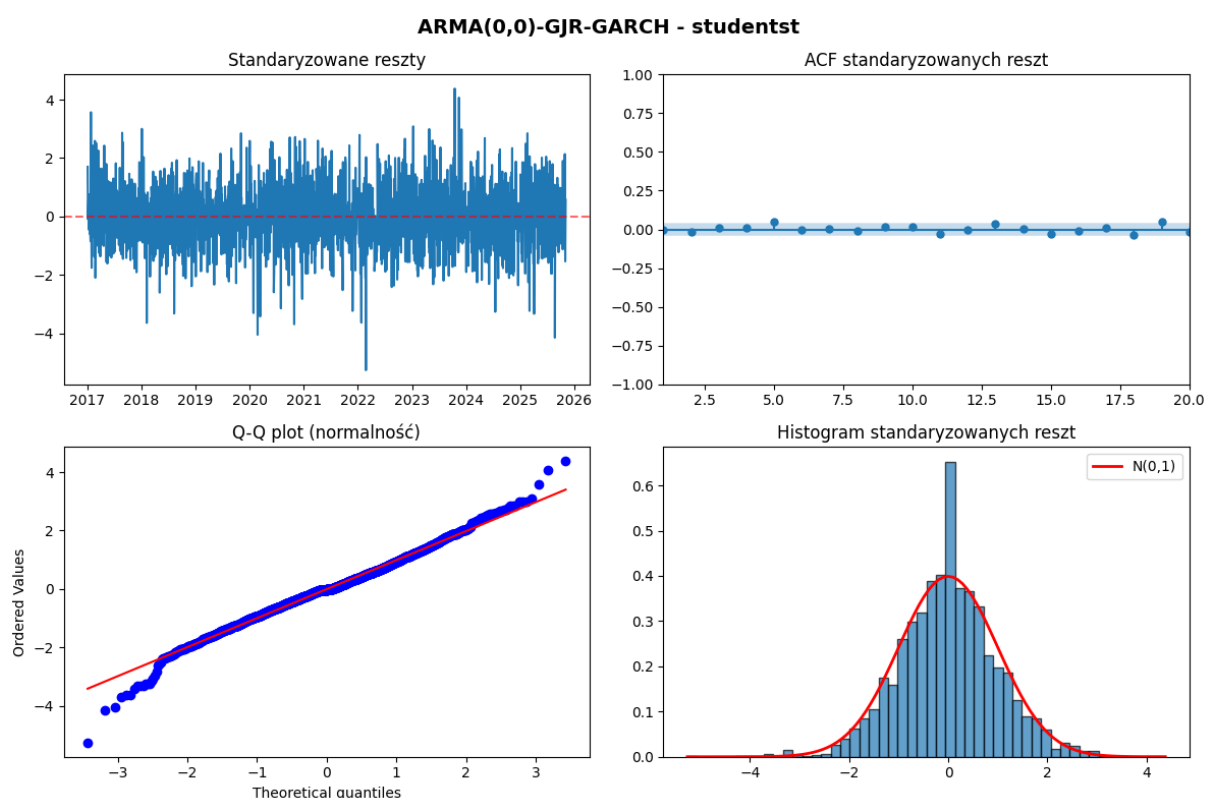 ARMA(0,0)-GJR-GARCH - studentst
Standaryzowane reszty
4
2
0
−2
−4
2017 2018 2019 2020 2021 2022 2023 2024 2025 2026
ACF standaryzowanych reszt
1.00
0.75
0.50
0.25
0.00
−0.25
−0.50
−0.75
−1.00
2.5 5.0 7.5 10.0 12.5 15.0 17.5 20.0
Q-Q plot (normalność)
Ordered Values
4
2
0
−2
−4
−3 −2 −1 0 1 2 3
Theoretical quantiles
Histogram standaryzowanych reszt
N(0,1)
0.6
0.5
0.4
0.3
0.2
0.1
0.0
−4 −2 0 2 4